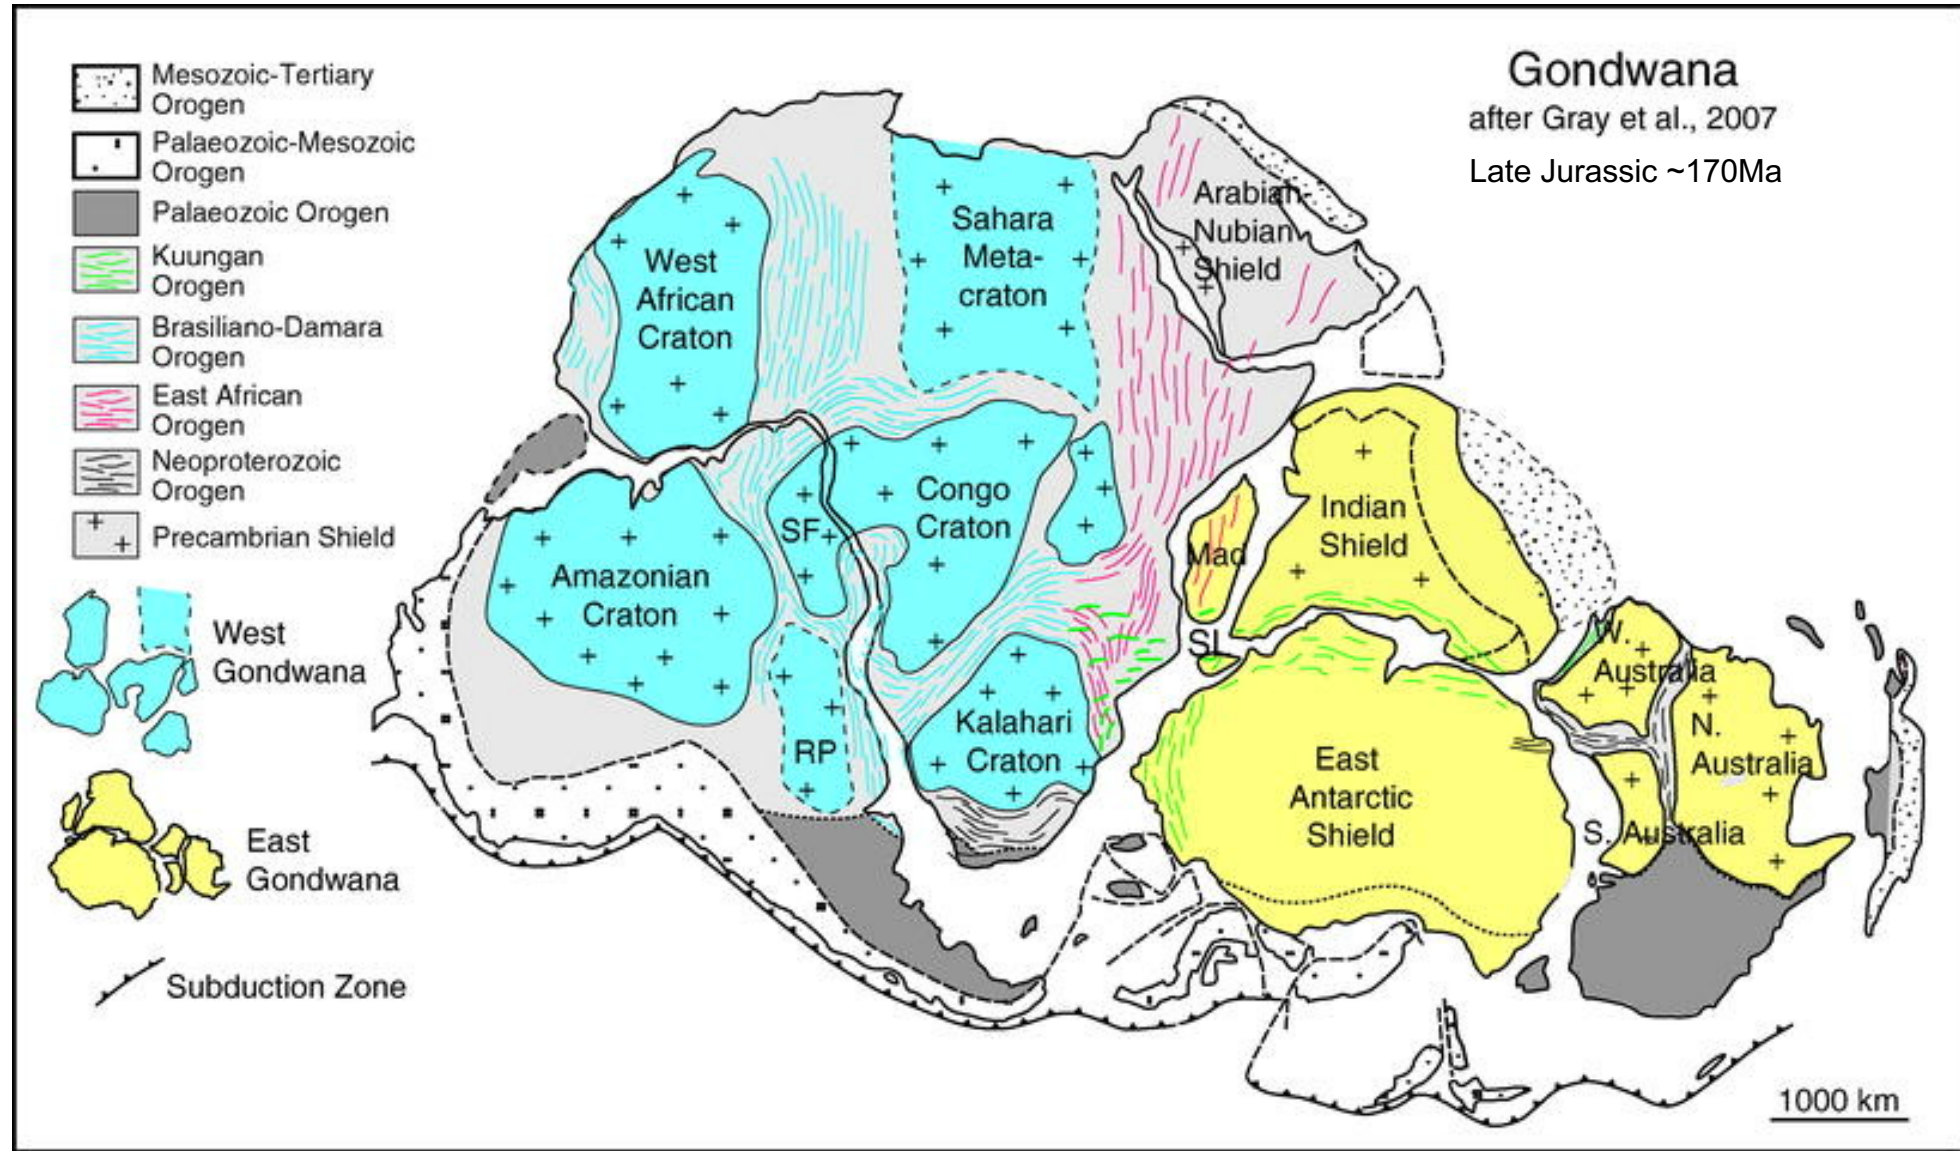 Gondwana
after Gray et al., 2007
Late Jurassic ~170Ma
Mesozoic-Tertiary
Orogen
Palaeozoic-Mesozoic
Orogen
Palaeozoic Orogen
Kuungan
Orogen
Brasiliano-Damara
Orogen
East African
Orogen
Neoproterozoic
Orogen
Precambrian Shield
West
Gondwana
East
Gondwana
Subduction Zone
West
African
Craton
Sahara
Meta-
craton
Arabian-
Nubian
Shield
Amazonian
Craton
SF
Congo
Craton
RP
Kalahari
Craton
Mad
SL
Indian
Shield
East
Antarctic
Shield
W.
Australia
N.
Australia
S. Australia
1000 km